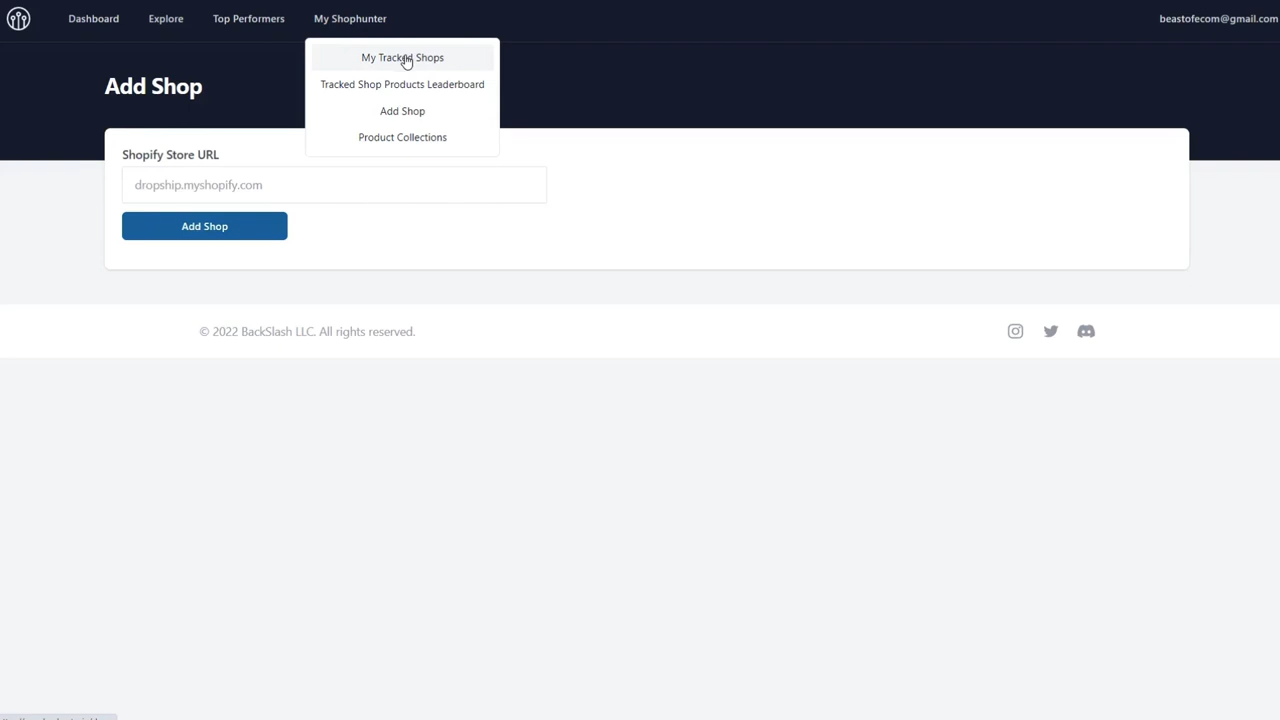 Dashboard Explore Top Performers My Shophunter beastofecom@gmail.com
My Tracked Shops
Tracked Shop Products Leaderboard
Add Shop
Product Collections
Add Shop
Shopify Store URL
dropship.myshopify.com
Add Shop
© 2022 BackSlash LLC. All rights reserved.